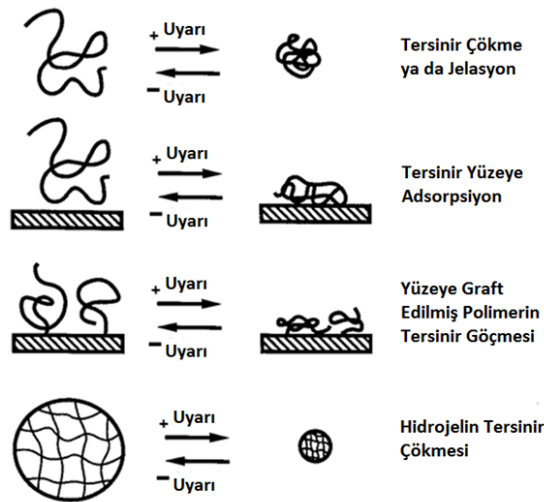 + Uyarı
− Uyarı
Tersinir Çökme
ya da Jelasyon
+ Uyarı
− Uyarı
Tersinir Yüzeye
Adsorpsiyon
+ Uyarı
− Uyarı
Yüzeye Graft
Edilmiş Polimerin
Tersinir Göçmesi
+ Uyarı
− Uyarı
Hidrojelin Tersinir
Çökmesi